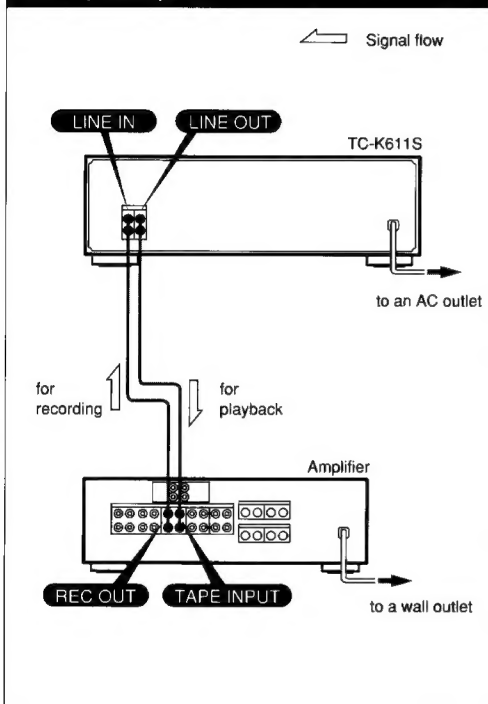 Signal flow
LINE IN
LINE OUT
TC-K611S
to an AC outlet
for
recording
for
playback
Amplifier
REC OUT
TAPE INPUT
to a wall outlet